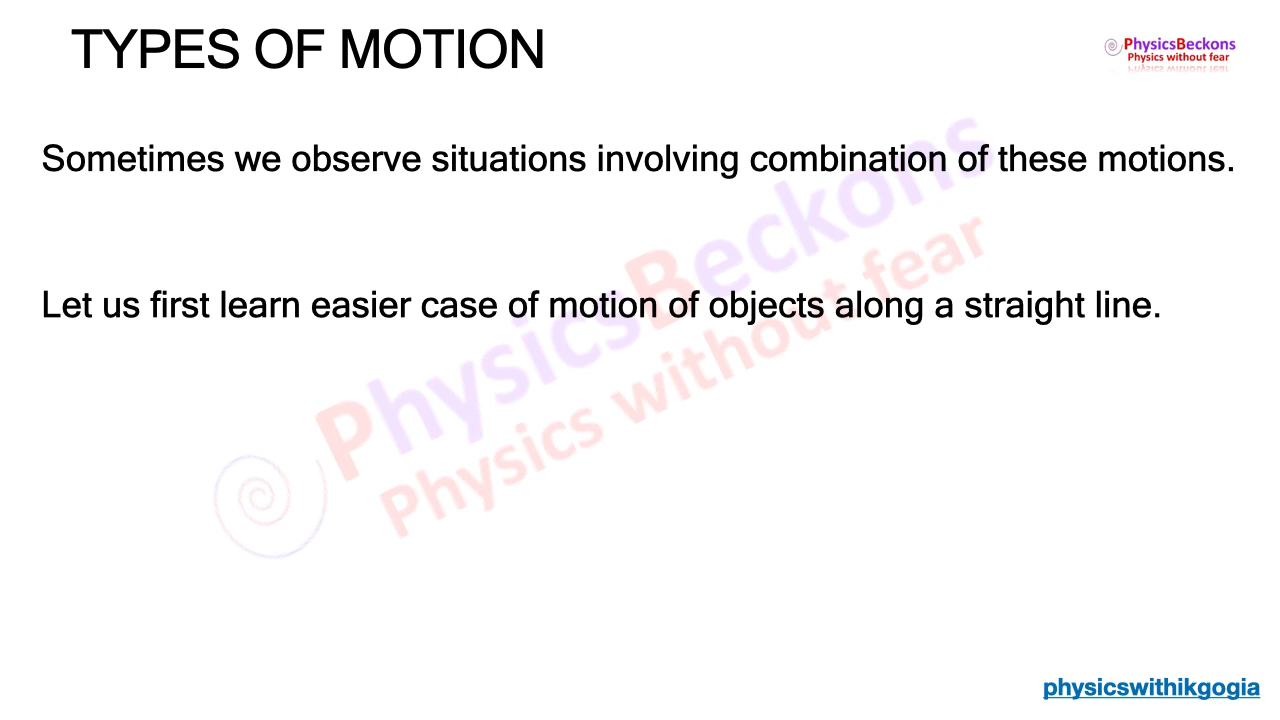 TYPES OF MOTION
PhysicsBeckons
Physics without fear
Sometimes we observe situations involving combination of these motions.
Let us first learn easier case of motion of objects along a straight line.
PhysicsBeckons
Physics without fear
physicswithikgogia